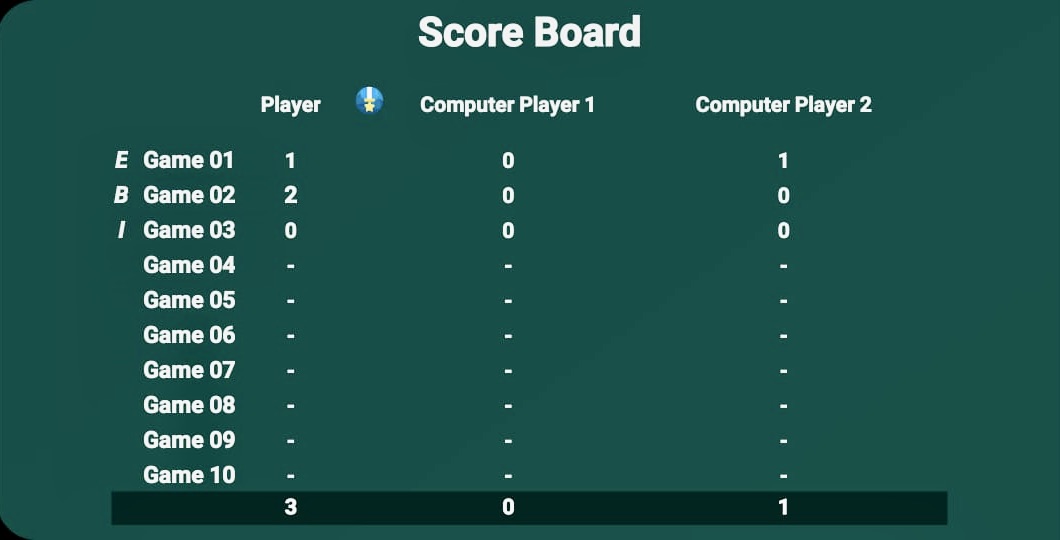 Score Board
Player Computer Player 1 Computer Player 2
E Game 01 1 0 1
B Game 02 2 0 0
I Game 03 0 0 0
Game 04 - - -
Game 05 - - -
Game 06 - - -
Game 07 - - -
Game 08 - - -
Game 09 - - -
Game 10 - - -
3 0 1